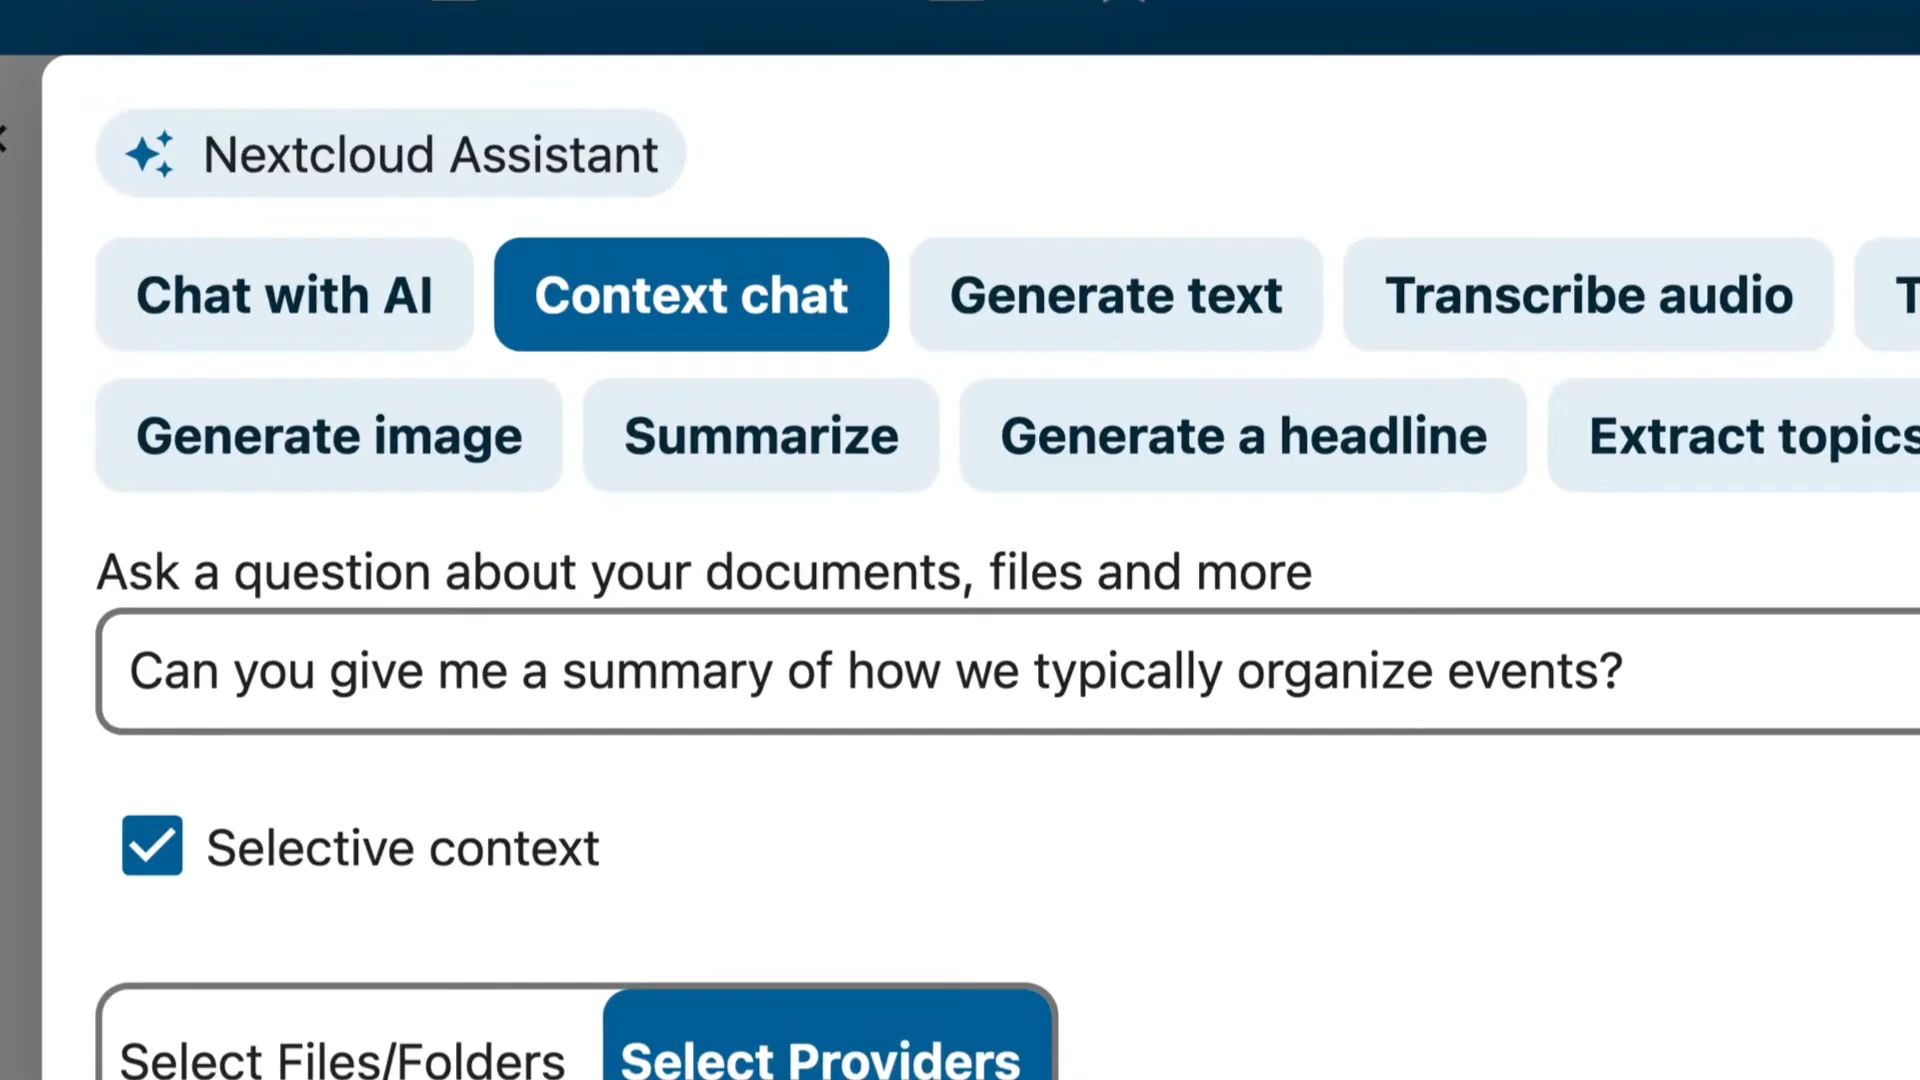 Nextcloud Assistant
Chat with AI Context chat Generate text Transcribe audio
Generate image Summarize Generate a headline Extract topics
Ask a question about your documents, files and more
Can you give me a summary of how we typically organize events?
Selective context
Select Files/Folders Select Providers